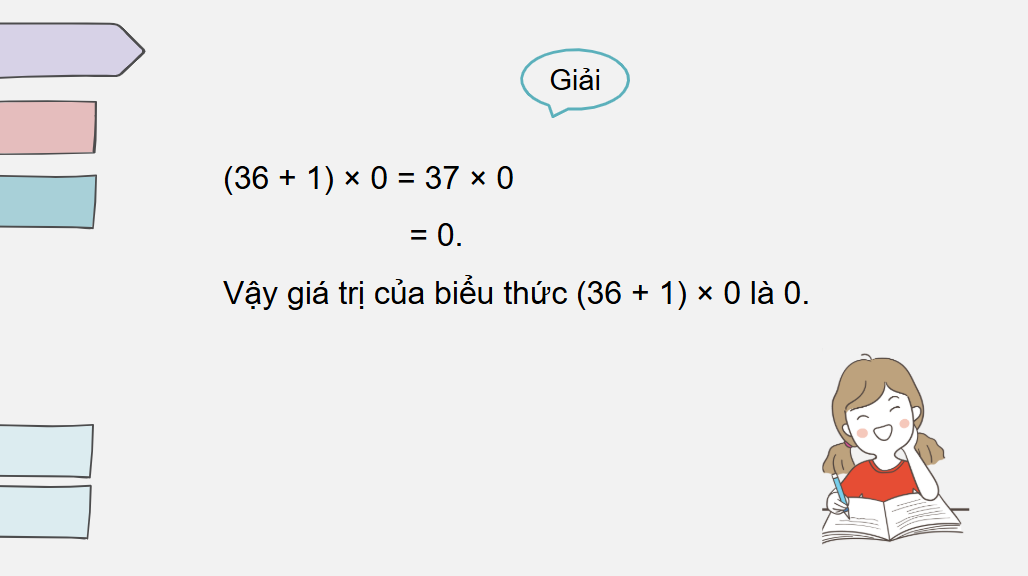 Giải
(36 + 1) × 0 = 37 × 0
= 0.
Vậy giá trị của biểu thức (36 + 1) × 0 là 0.